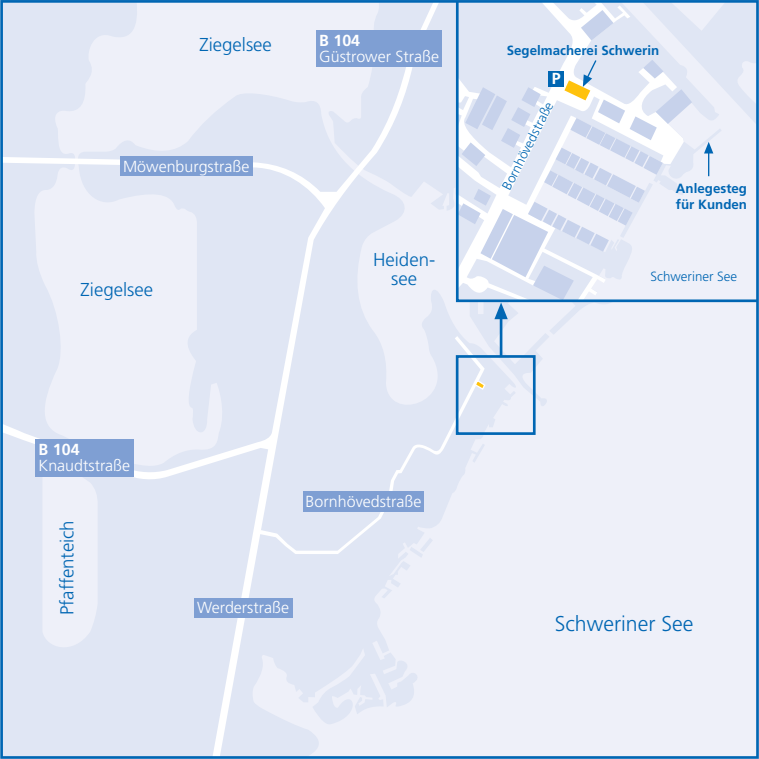 Ziegelsee
B 104
Güstrower Straße
Segelmacherei Schwerin
P
Bornhövedstraße
Anlegesteg
für Kunden
Schweriner See
Möwenburgstraße
Heiden-
see
Ziegelsee
B 104
Knaudtstraße
Bornhövedstraße
Pfaffenteich
Werderstraße
Schweriner See